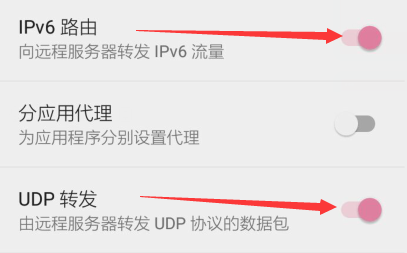 IPv6 路由
向远程服务器转发 IPv6 流量
分应用代理
为应用程序分别设置代理
UDP 转发
由远程服务器转发 UDP 协议的数据包